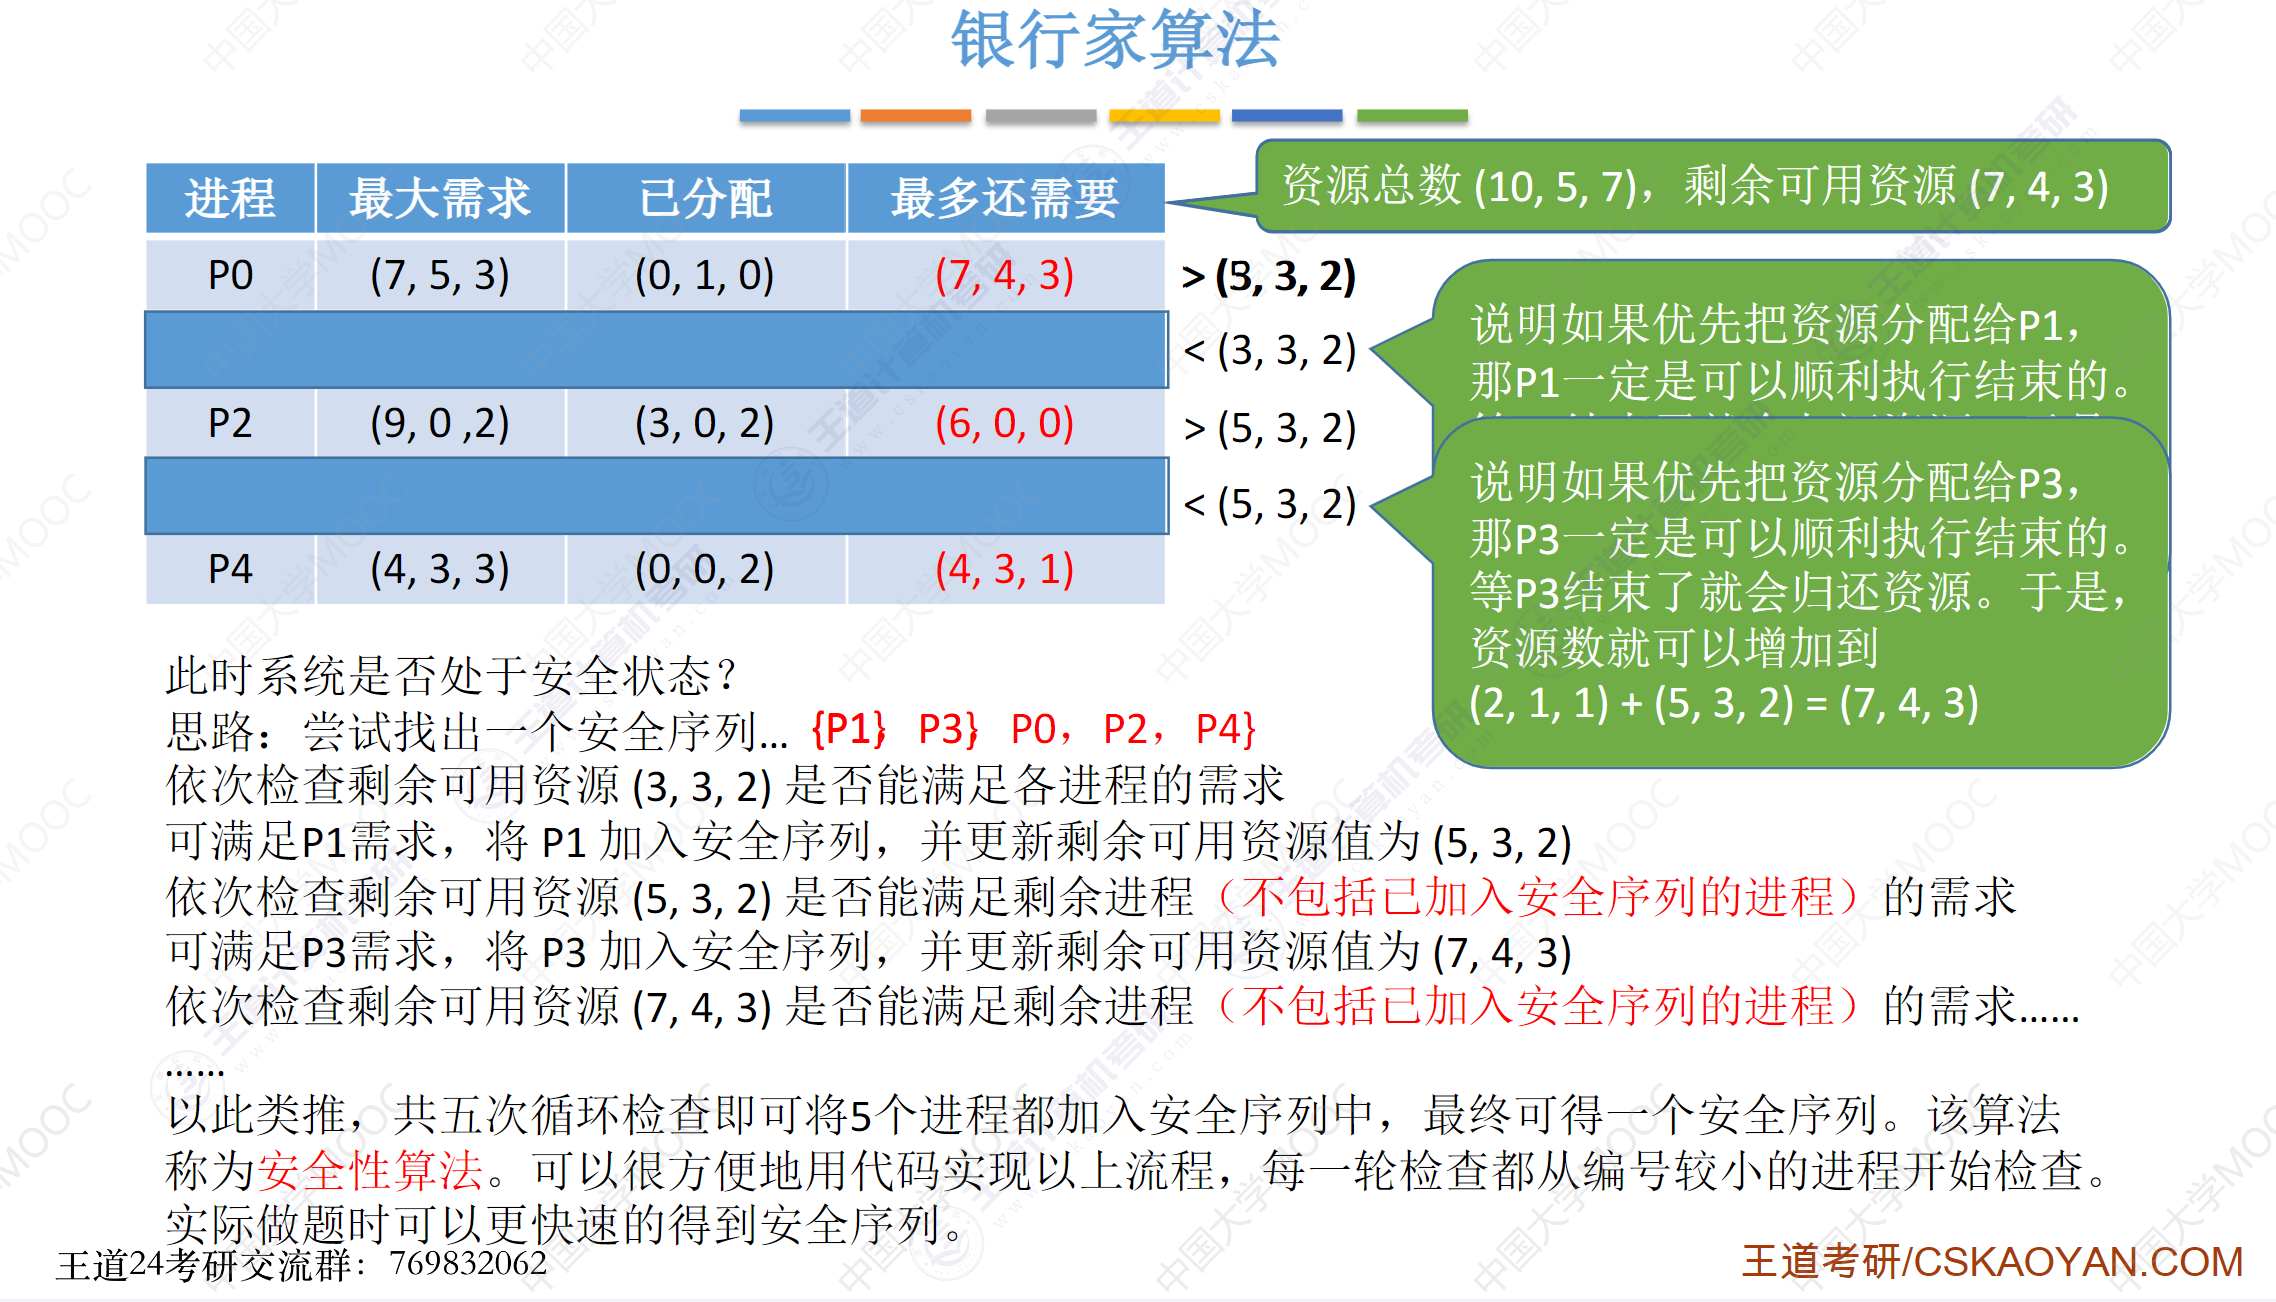 银行家算法
进程 最大需求 已分配 最多还需要
资源总数 (10, 5, 7)，剩余可用资源 (7, 4, 3)
P0 (7, 5, 3) (0, 1, 0) (7, 4, 3) > (5, 3, 2)
< (3, 3, 2)
说明如果优先把资源分配给P1，
那P1一定是可以顺利执行结束的。
P2 (9, 0 ,2) (3, 0, 2) (6, 0, 0) > (5, 3, 2)
< (5, 3, 2)
P4 (4, 3, 3) (0, 0, 2) (4, 3, 1)
说明如果优先把资源分配给P3，
那P3一定是可以顺利执行结束的。
等P3结束了就会归还资源。于是，
资源数就可以增加到
(2, 1, 1) + (5, 3, 2) = (7, 4, 3)
此时系统是否处于安全状态？
思路：尝试找出一个安全序列... {P1, P3, P0，P2，P4}
依次检查剩余可用资源 (3, 3, 2) 是否能满足各进程的需求
可满足P1需求，将 P1 加入安全序列，并更新剩余可用资源值为 (5, 3, 2)
依次检查剩余可用资源 (5, 3, 2) 是否能满足剩余进程（不包括已加入安全序列的进程）的需求
可满足P3需求，将 P3 加入安全序列，并更新剩余可用资源值为 (7, 4, 3)
依次检查剩余可用资源 (7, 4, 3) 是否能满足剩余进程（不包括已加入安全序列的进程）的需求......
......
以此类推，共五次循环检查即可将5个进程都加入安全序列中，最终可得一个安全序列。该算法
称为安全性算法。可以很方便地用代码实现以上流程，每一轮检查都从编号较小的进程开始检查。
实际做题时可以更快速的得到安全序列。
王道24考研交流群：769832062
王道考研/CSKAOYAN.COM
中国大学MOOC
王道计算机考研
www.cskaoyan.com